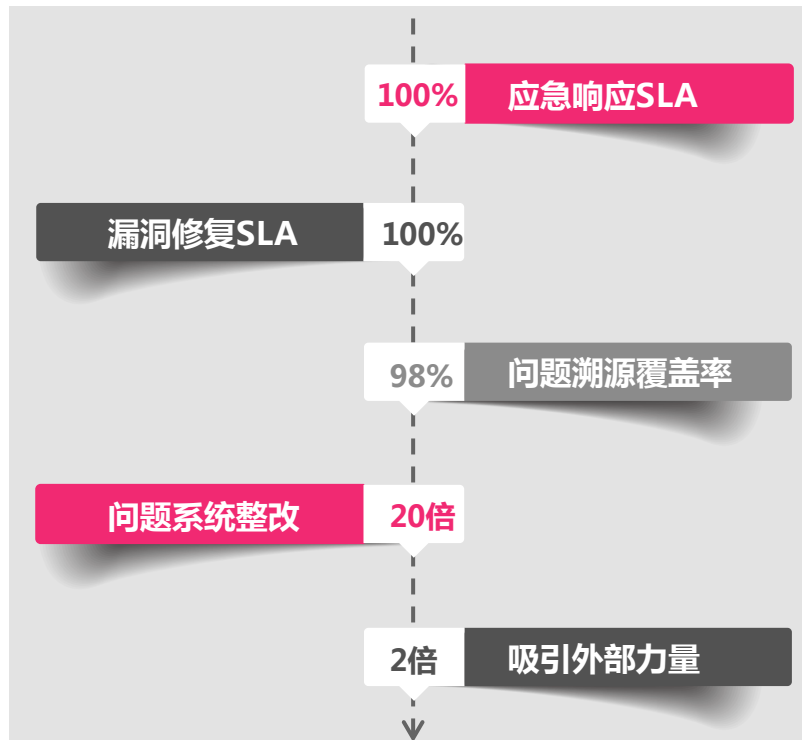 100% 应急响应SLA
漏洞修复SLA 100%
98% 问题溯源覆盖率
问题系统整改 20倍
2倍 吸引外部力量